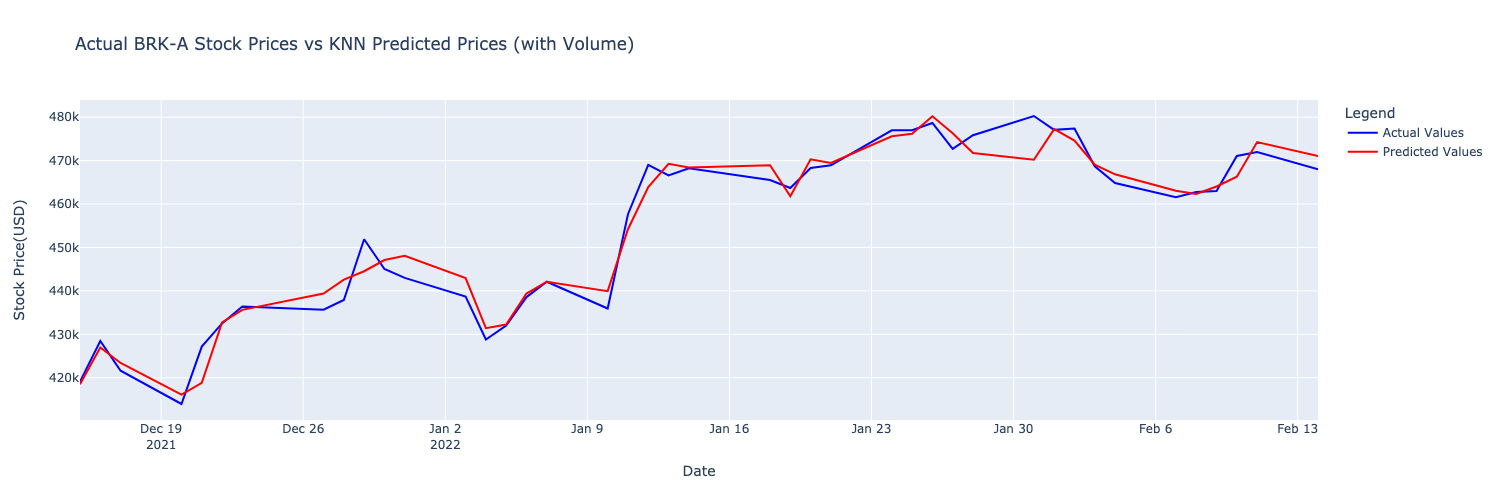 Actual BRK-A Stock Prices vs KNN Predicted Prices (with Volume)
Legend
Actual Values
Predicted Values
Stock Price(USD)
480k
470k
460k
450k
440k
430k
420k
Dec 19
2021
Dec 26
Jan 2
2022
Jan 9
Jan 16
Jan 23
Jan 30
Feb 6
Feb 13
Date